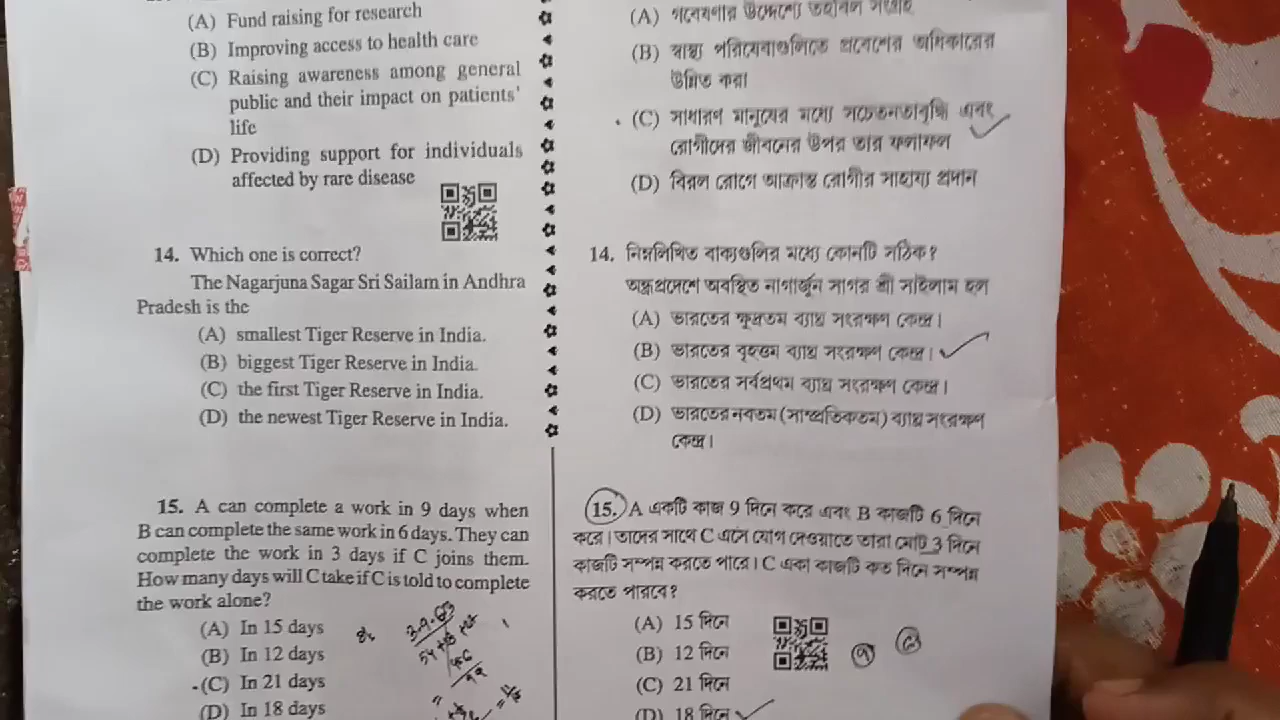 (A) Fund raising for research
(B) Improving access to health care
(C) Raising awareness among general
public and their impact on patients'
life
(D) Providing support for individuals
affected by rare disease
14. Which one is correct?
The Nagarjuna Sagar Sri Sailam in Andhra
Pradesh is the
(A) smallest Tiger Reserve in India.
(B) biggest Tiger Reserve in India.
(C) the first Tiger Reserve in India.
(D) the newest Tiger Reserve in India.
15. A can complete a work in 9 days when
B can complete the same work in 6 days. They can
complete the work in 3 days if C joins them.
How many days will C take if C is told to complete
the work alone?
(A) In 15 days
(B) In 12 days
(C) In 21 days
(D) In 18 days
(A) গবেষণার উদ্দেশ্যে তহবিল সংগ্রহ
(B) স্বাস্থ্য পরিষেবাগুলিতে প্রবেশের অধিকারের
উন্নতি করা
(C) সাধারণ মানুষের মধ্যে সচেতনতাবৃদ্ধি এবং
রোগীদের জীবনের উপর তার ফলাফল
(D) বিরল রোগে আক্রান্ত রোগীর সাহায্য প্রদান
14. নিম্নলিখিত বাক্যগুলির মধ্যে কোনটি সঠিক?
অন্ধ্রপ্রদেশে অবস্থিত নাগার্জুন সাগর শ্রী সাইলাম হল
(A) ভারতের ক্ষুদ্রতম ব্যাঘ্র সংরক্ষণ কেন্দ্র।
(B) ভারতের বৃহত্তম ব্যাঘ্র সংরক্ষণ কেন্দ্র।
(C) ভারতের সর্বপ্রথম ব্যাঘ্র সংরক্ষণ কেন্দ্র।
(D) ভারতের নবতম (সাম্প্রতিকতম) ব্যাঘ্র সংরক্ষণ
কেন্দ্র।
15. A একটি কাজ 9 দিনে করে এবং B কাজটি 6 দিনে
করে। তাদের সাথে C এসে যোগ দেওয়াতে তারা মোট 3 দিনে
কাজটি সম্পন্ন করতে পারে। C একা কাজটি কত দিনে সম্পন্ন
করতে পারবে?
(A) 15 দিনে
(B) 12 দিনে
(C) 21 দিনে
(D) 18 দিনে